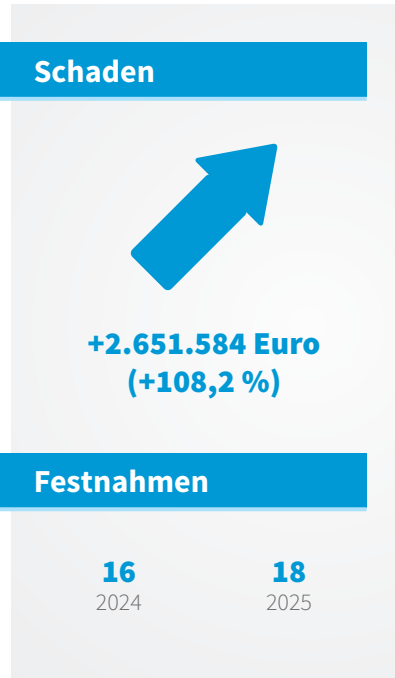 Schaden
+2.651.584 Euro
(+108,2 %)
Festnahmen
16 18
2024 2025